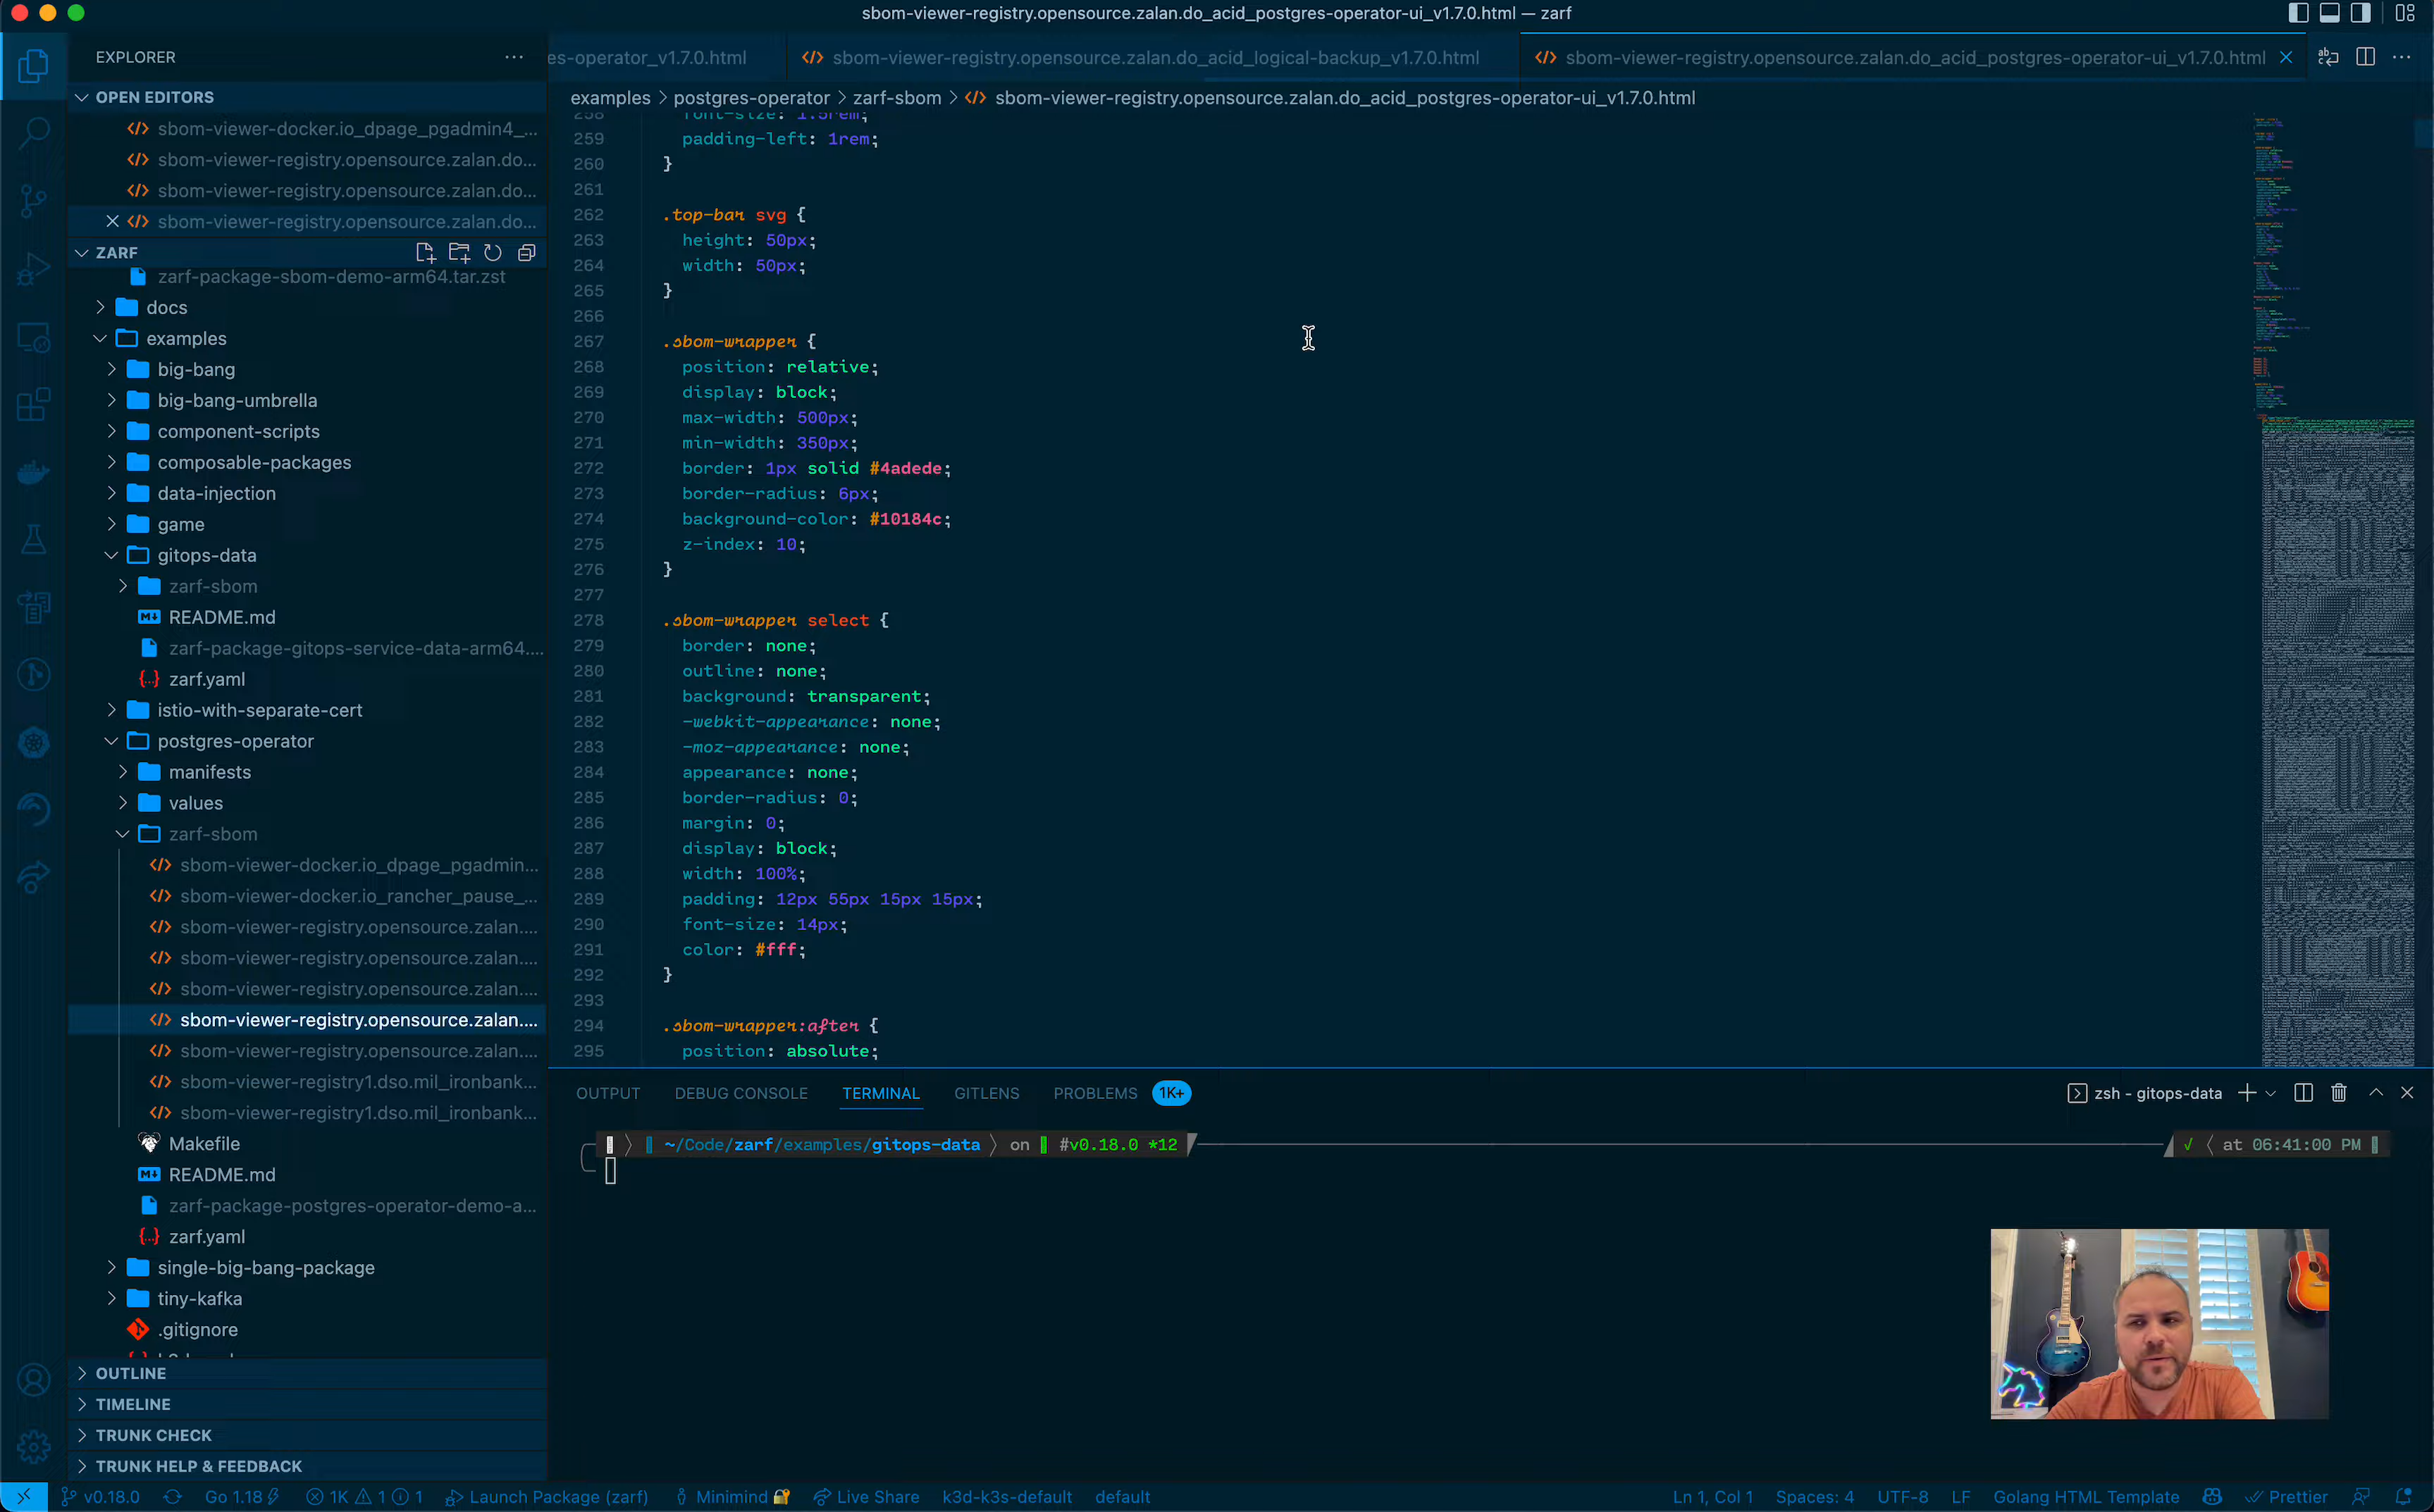 sbom-viewer-registry.opensource.zalan.do_acid_postgres-operator-ui_v1.7.0.html — zarf
EXPLORER
es-operator_v1.7.0.html
sbom-viewer-registry.opensource.zalan.do_acid_logical-backup_v1.7.0.html
sbom-viewer-registry.opensource.zalan.do_acid_postgres-operator-ui_v1.7.0.html
OPEN EDITORS
sbom-viewer-docker.io_dpage_pgadmin4_...
sbom-viewer-registry.opensource.zalan.do...
sbom-viewer-registry.opensource.zalan.do...
sbom-viewer-registry.opensource.zalan.do...
ZARF
zarf-package-sbom-demo-arm64.tar.zst
docs
examples
big-bang
big-bang-umbrella
component-scripts
composable-packages
data-injection
game
gitops-data
zarf-sbom
README.md
zarf-package-gitops-service-data-arm64....
zarf.yaml
istio-with-separate-cert
postgres-operator
manifests
values
zarf-sbom
sbom-viewer-docker.io_dpage_pgadmin...
sbom-viewer-docker.io_rancher_pause_...
sbom-viewer-registry.opensource.zalan....
sbom-viewer-registry.opensource.zalan....
sbom-viewer-registry.opensource.zalan....
sbom-viewer-registry.opensource.zalan....
sbom-viewer-registry.opensource.zalan....
sbom-viewer-registry1.dso.mil_ironbank...
sbom-viewer-registry1.dso.mil_ironbank...
Makefile
README.md
zarf-package-postgres-operator-demo-a...
zarf.yaml
single-big-bang-package
tiny-kafka
.gitignore
OUTLINE
TIMELINE
TRUNK CHECK
TRUNK HELP & FEEDBACK
examples > postgres-operator > zarf-sbom > sbom-viewer-registry.opensource.zalan.do_acid_postgres-operator-ui_v1.7.0.html
258 font-size: 1.5rem;
259 padding-left: 1rem;
260 }
261
262 .top-bar svg {
263 height: 50px;
264 width: 50px;
265 }
266
267 .sbom-wrapper {
268 position: relative;
269 display: block;
270 max-width: 500px;
271 min-width: 350px;
272 border: 1px solid #4adede;
273 border-radius: 6px;
274 background-color: #10184c;
275 z-index: 10;
276 }
277
278 .sbom-wrapper select {
279 border: none;
280 outline: none;
281 background: transparent;
282 -webkit-appearance: none;
283 -moz-appearance: none;
284 appearance: none;
285 border-radius: 0;
286 margin: 0;
287 display: block;
288 width: 100%;
289 padding: 12px 55px 15px 15px;
290 font-size: 14px;
291 color: #fff;
292 }
293
294 .sbom-wrapper:after {
295 position: absolute;
OUTPUT DEBUG CONSOLE TERMINAL GITLENS PROBLEMS 1K+
zsh - gitops-data
~/Code/zarf/examples/gitops-data on #v0.18.0 *12
√ at 06:41:00 PM
v0.18.0 Go 1.18 1K 1 1 Launch Package (zarf) Minimind Live Share k3d-k3s-default default
Ln 1, Col 1 Spaces: 4 UTF-8 LF Golang HTML Template Prettier